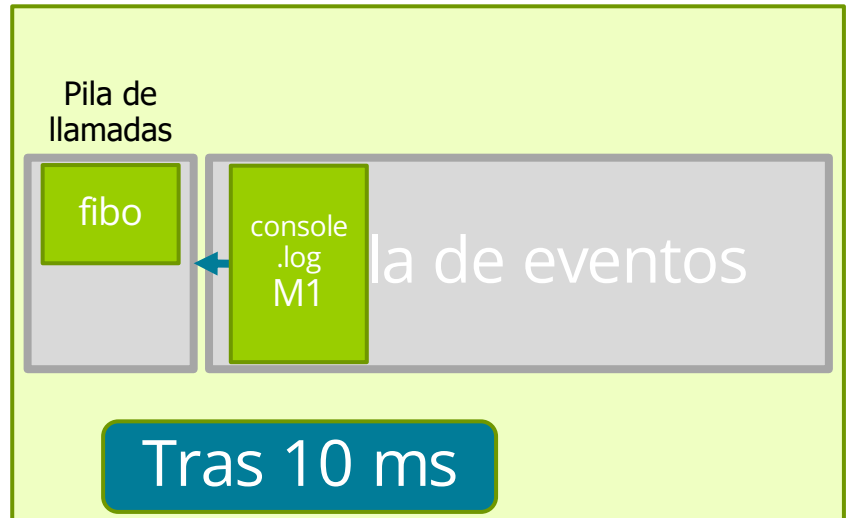 Pila de
llamadas
fibo
console
.log
M1
la de eventos
Tras 10 ms